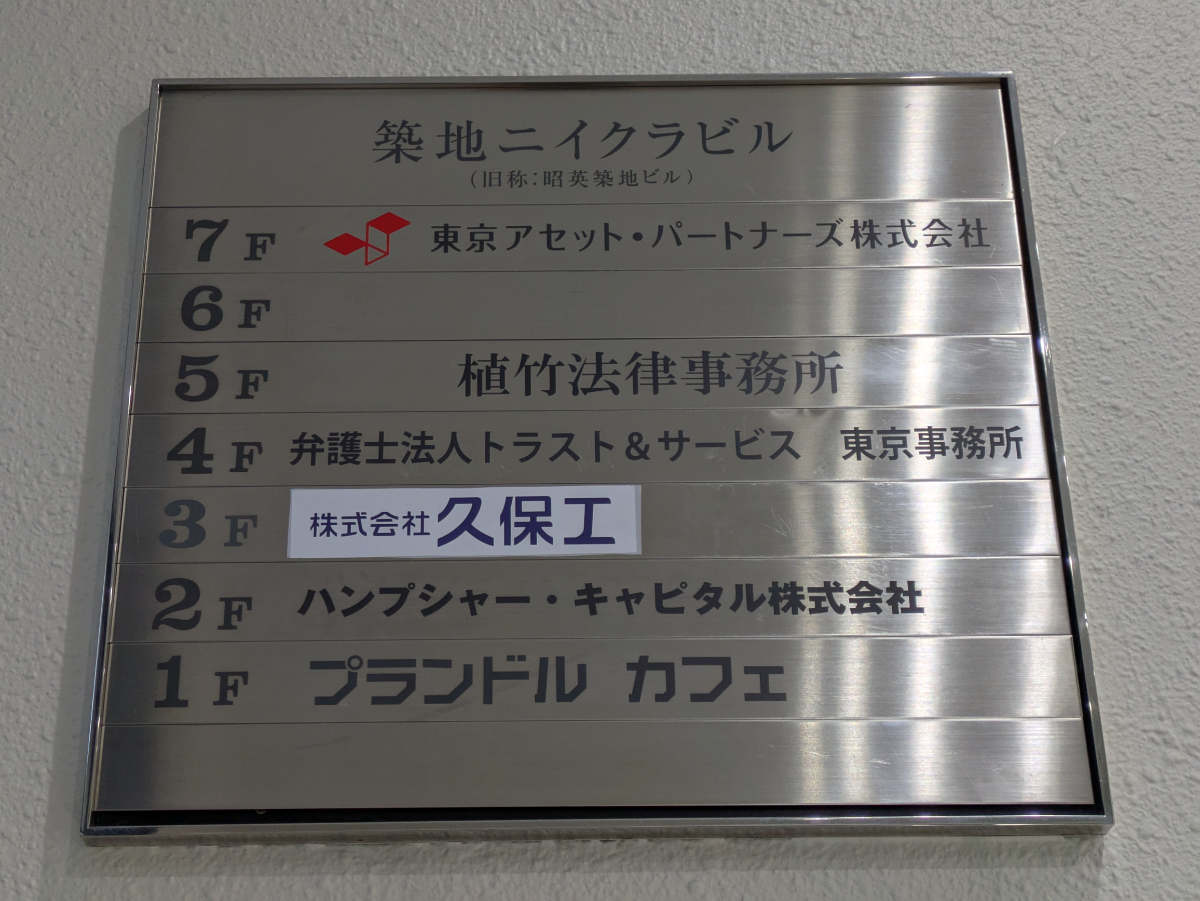 築地ニイクラビル
（旧称：昭英築地ビル）
7F 東京アセット・パートナーズ株式会社
6F
5F 植竹法律事務所
4F 弁護士法人トラスト＆サービス　東京事務所
3F 株式会社久保工
2F ハンプシャー・キャピタル株式会社
1F プランドル カフェ